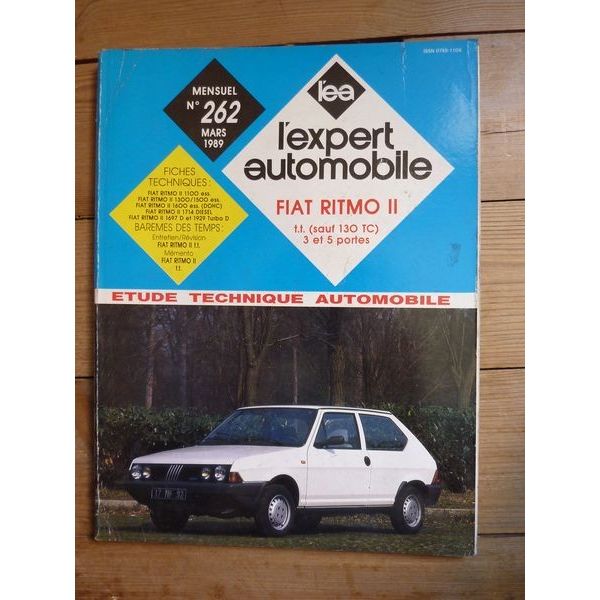 ISSN 0755-1104
MENSUEL
N° 262
MARS
1989
l'ea
l'expert
automobile
FIAT RITMO II
t.t. (sauf 130 TC)
3 et 5 portes
FICHES
TECHNIQUES :
FIAT RITMO II 1100 ess.
FIAT RITMO II 1300/1500 ess.
FIAT RITMO II 1600 ess. (DOHC)
FIAT RITMO II 1714 DIESEL
FIAT RITMO II 1697 D et 1929 Turbo D
BAREMES DES TEMPS :
Entretien/Révision
FIAT RITMO II t.t.
Mémento
FIAT RITMO II
t.t.
ETUDE TECHNIQUE AUTOMOBILE